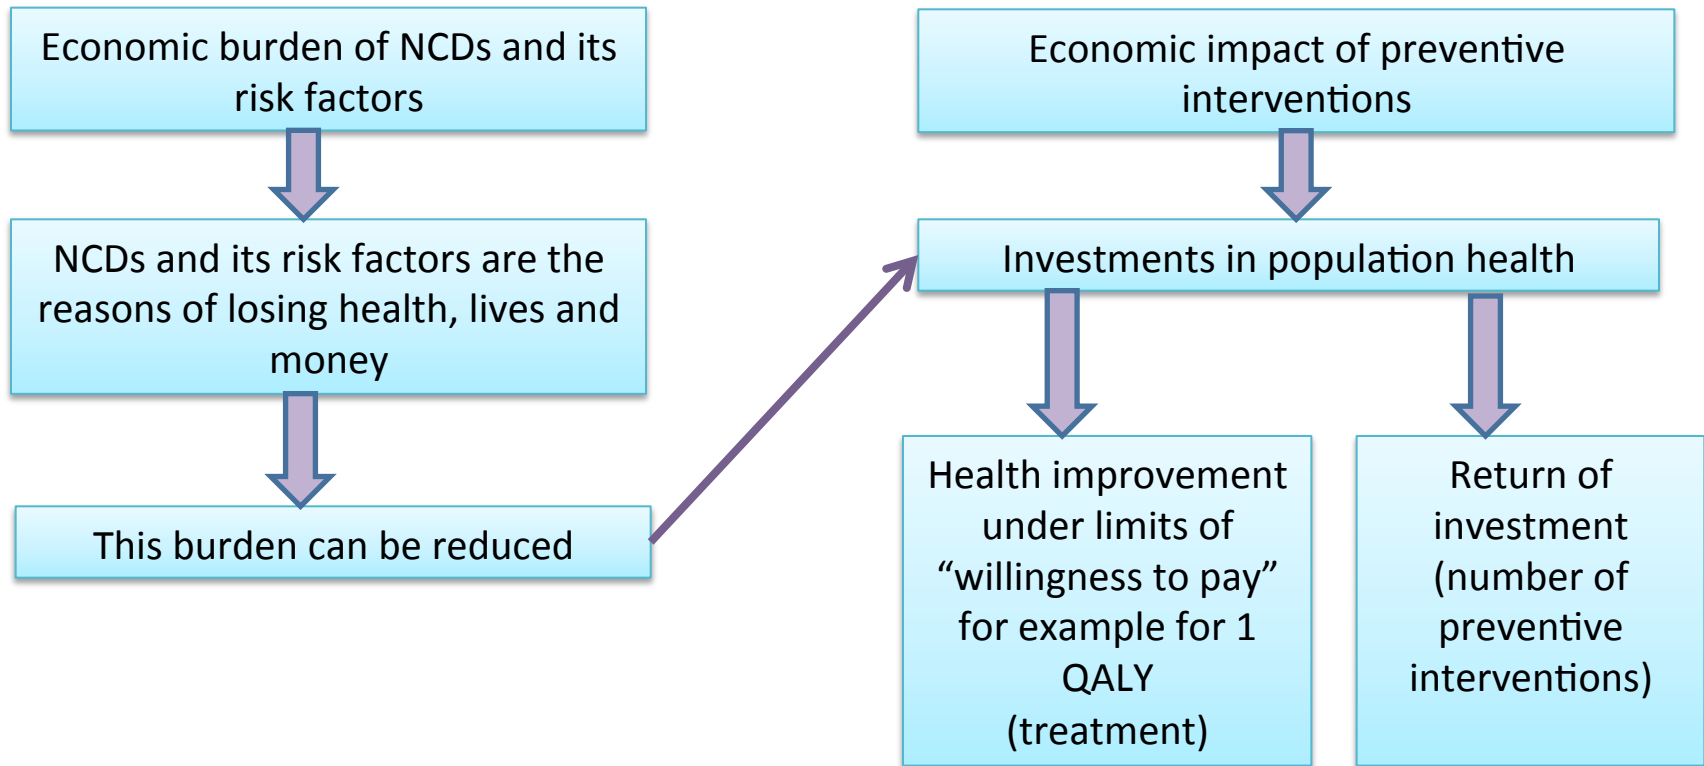 Economic burden of NCDs and its
risk factors
NCDs and its risk factors are the
reasons of losing health, lives and
money
This burden can be reduced
Economic impact of preventive
interventions
Investments in population health
Health improvement
under limits of
“willingness to pay”
for example for 1
QALY
(treatment)
Return of
investment
(number of
preventive
interventions)